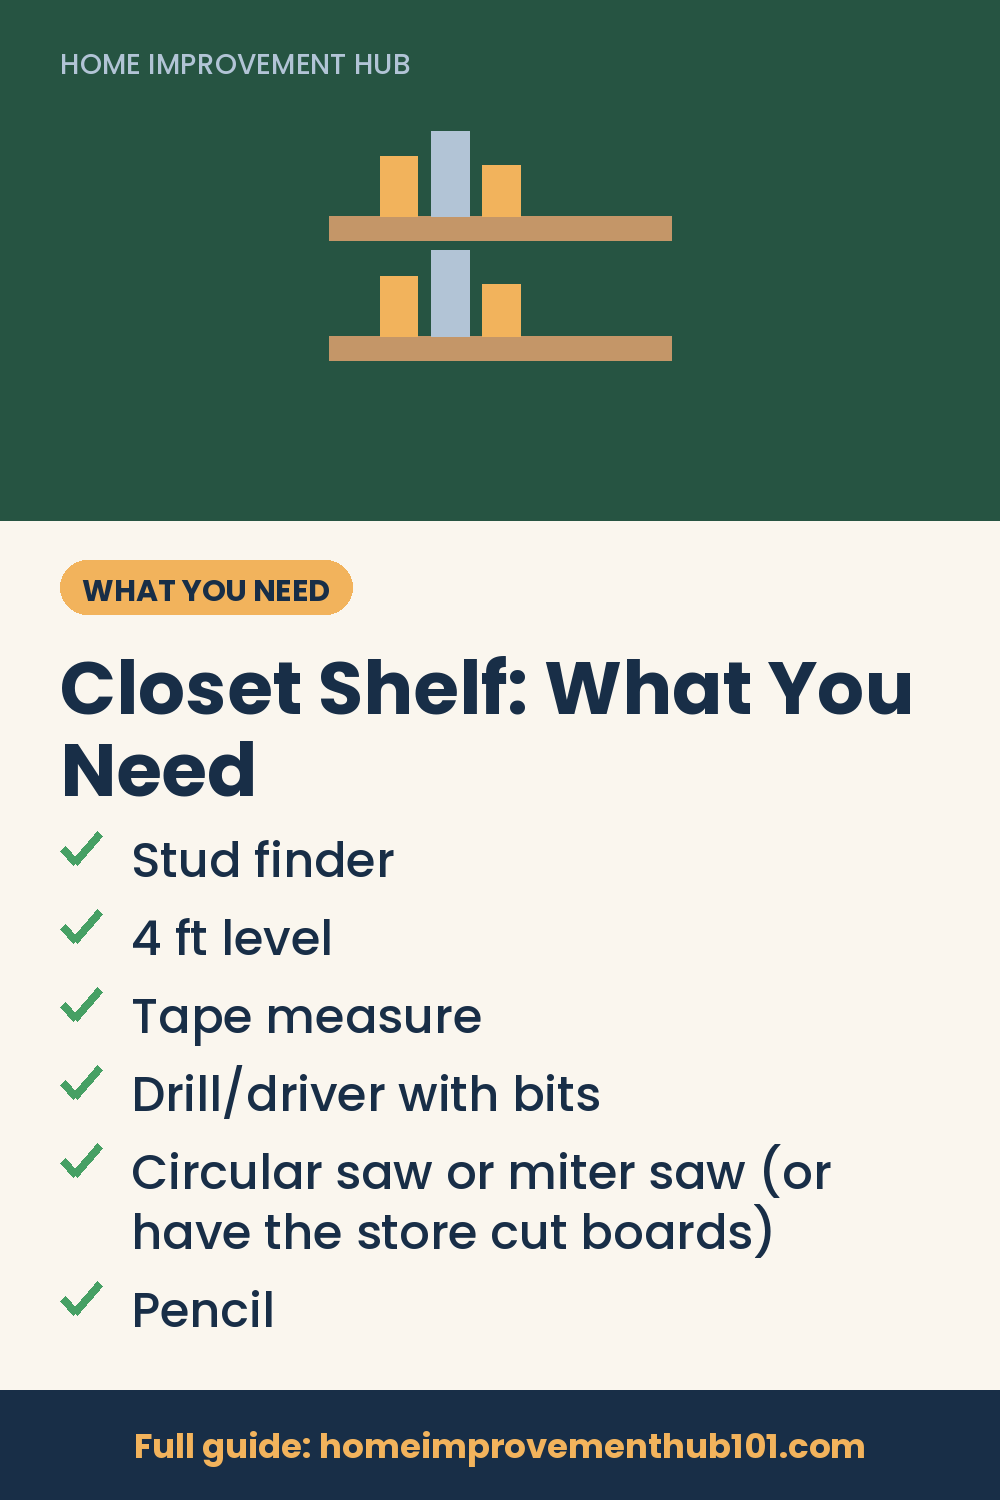 HOME IMPROVEMENT HUB
WHAT YOU NEED
Closet Shelf: What You
Need
Stud finder
4 ft level
Tape measure
Drill/driver with bits
Circular saw or miter saw (or
have the store cut boards)
Pencil
Full guide: homeimprovementhub101.com